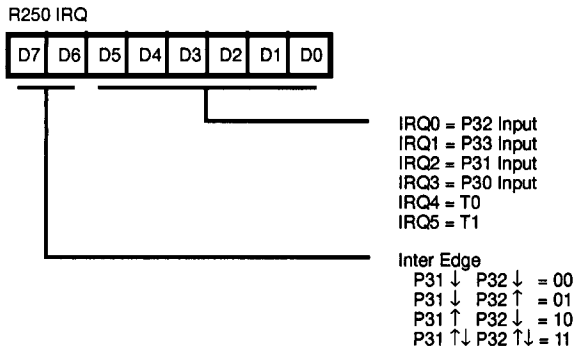 R250 IRQ
D7 D6 D5 D4 D3 D2 D1 D0
IRQ0 = P32 Input
IRQ1 = P33 Input
IRQ2 = P31 Input
IRQ3 = P30 Input
IRQ4 = T0
IRQ5 = T1
Inter Edge
P31 ↓ P32 ↓ = 00
P31 ↓ P32 ↑ = 01
P31 ↑ P32 ↓ = 10
P31 ↑↓ P32 ↑↓ = 11